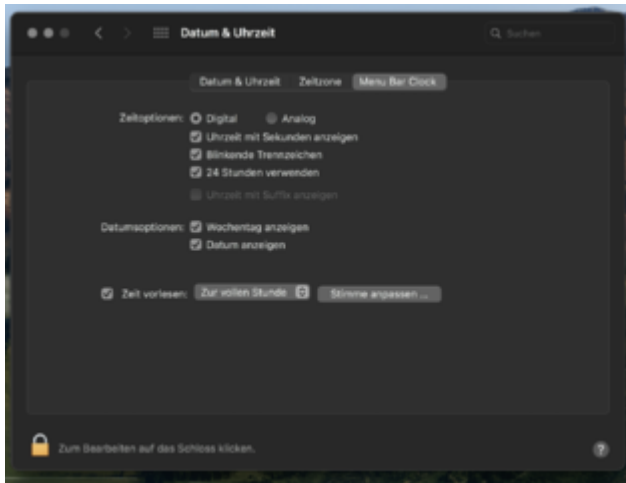 Datum & Uhrzeit
Suchen
Datum & Uhrzeit Zeitzone Menu Bar Clock
Zeitoptionen: Digital Analog
Uhrzeit mit Sekunden anzeigen
Blinkende Trennzeichen
24 Stunden verwenden
Uhrzeit mit Suffix anzeigen
Datumsoptionen: Wochentag anzeigen
Datum anzeigen
Zeit vorlesen: Zur vollen Stunde Stimme anpassen ...
Zum Bearbeiten auf das Schloss klicken.
?